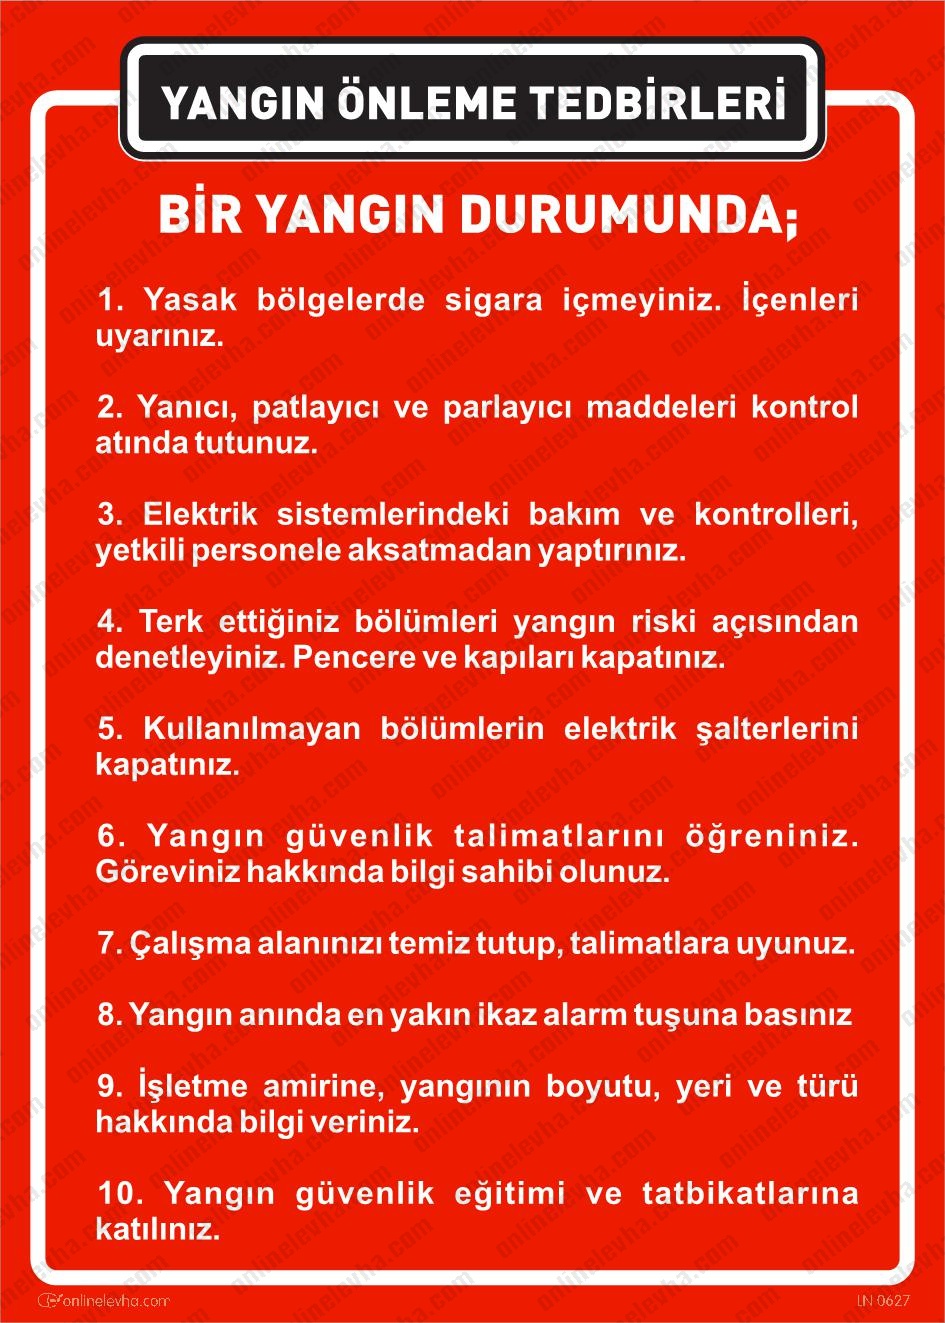 YANGIN ÖNLEME TEDBİRLERİ
BİR YANGIN DURUMUNDA;
1. Yasak bölgelerde sigara içmeyiniz. İçenleri
uyarınız.
2. Yanıcı, patlayıcı ve parlayıcı maddeleri kontrol
atında tutunuz.
3. Elektrik sistemlerindeki bakım ve kontrolleri,
yetkili personele aksatmadan yaptırınız.
4. Terk ettiğiniz bölümleri yangın riski açısından
denetleyiniz. Pencere ve kapıları kapatınız.
5. Kullanılmayan bölümlerin elektrik şalterlerini
kapatınız.
6. Yangın güvenlik talimatlarını öğreniniz.
Göreviniz hakkında bilgi sahibi olunuz.
7. Çalışma alanınızı temiz tutup, talimatlara uyunuz.
8. Yangın anında en yakın ikaz alarm tuşuna basınız
9. İşletme amirine, yangının boyutu, yeri ve türü
hakkında bilgi veriniz.
10. Yangın güvenlik eğitimi ve tatbikatlarına
katılınız.
onlinelevha.com
LN 0627